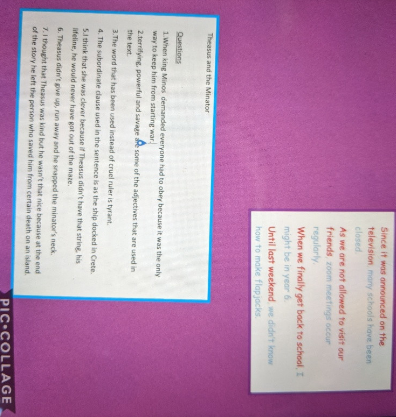 Theasus and the Minator
Questions
1.When king Minos demanded everyone had to obey because it was the only
way to keep him from starting war.
2.terrifying, powerful and savage are some of the adjectives that are used in
the text.
3.The word that has been used instead of cruel ruler is tyrant.
4. The subordinate clause used in the sentence is as the ship docked in Crete.
5.I think that she was clever because if Theasus didn't have that string, his
lifeline, he would never have got out of the maze.
6. Theasus didn't give up, run away and he snapped the minator's neck.
7.I thought that Theasus was kind but he wasn't that nice because at the end
of the story he left the person who saved him from certain death on an island.
Since it was announced on the
television many schools have been
closed.
As we are not allowed to visit our
friends zoom meetings occur
regularly.
When we finally get back to school, I
might be in year 6.
Until last weekend, we didn't know
how to make flapjacks.
PIC•COLLAGE